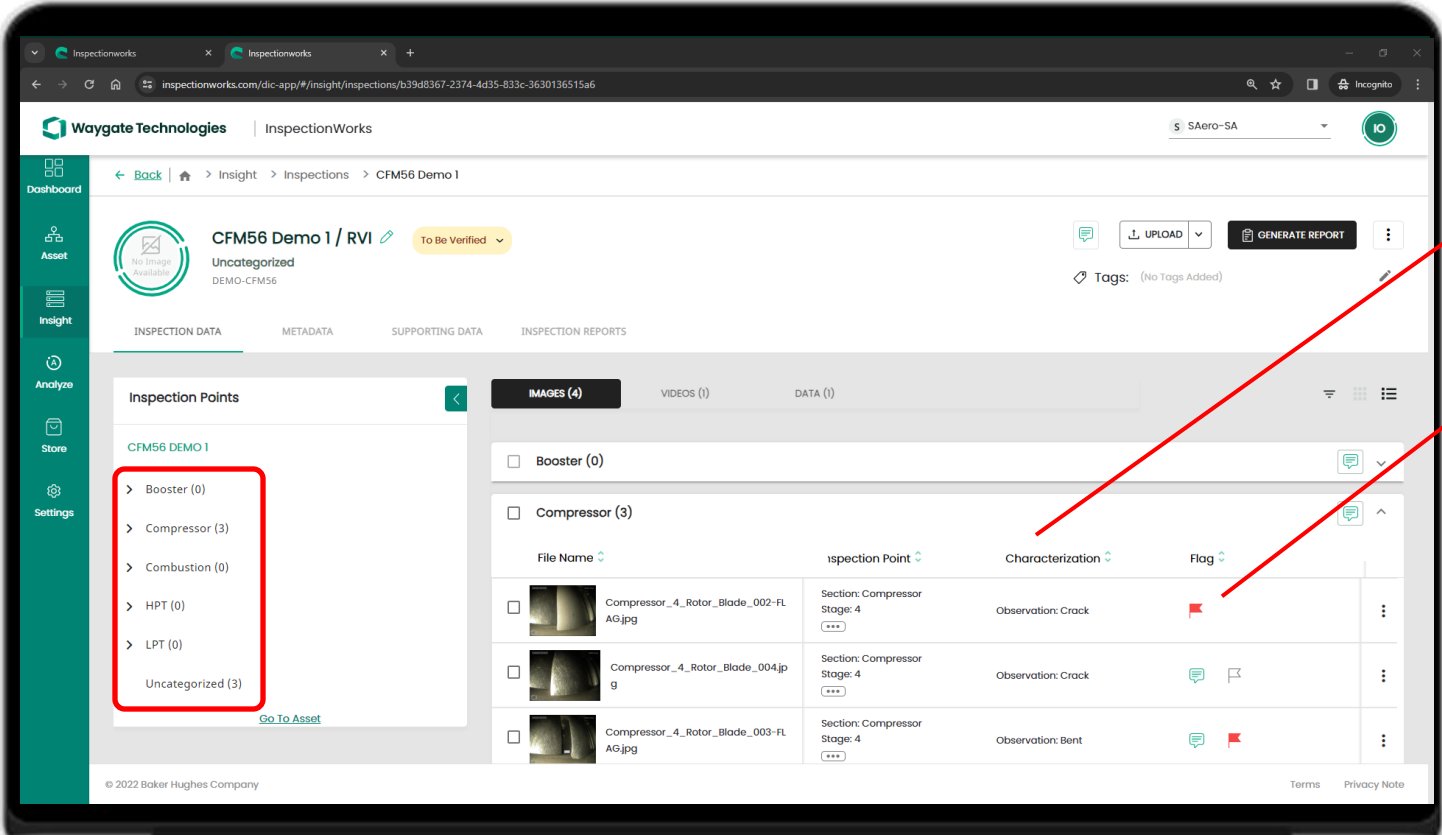 Inspectionworks
Inspectionworks
inspectionworks.com/dic-app/#/insight/inspections/b39d8367-2374-4d35-833c-3630136515a6
Incognito
Waygate Technologies | InspectionWorks
S SAero-SA
IO
Dashboard
Asset
Insight
Analyze
Store
Settings
Back | > Insight > Inspections > CFM56 Demo 1
No Image
Available
CFM56 Demo 1 / RVI
To Be Verified
Uncategorized
DEMO-CFM56
UPLOAD
GENERATE REPORT
Tags: (No Tags Added)
INSPECTION DATA
METADATA
SUPPORTING DATA
INSPECTION REPORTS
Inspection Points
CFM56 DEMO 1
Booster (0)
Compressor (3)
Combustion (0)
HPT (0)
LPT (0)
Uncategorized (3)
Go To Asset
IMAGES (4)
VIDEOS (1)
DATA (1)
Booster (0)
Compressor (3)
File Name
nspection Point
Characterization
Flag
Compressor_4_Rotor_Blade_002-FL
AG.jpg
Section: Compressor
Stage: 4
Observation: Crack
Compressor_4_Rotor_Blade_004.jp
g
Section: Compressor
Stage: 4
Observation: Crack
Compressor_4_Rotor_Blade_003-FL
AG.jpg
Section: Compressor
Stage: 4
Observation: Bent
© 2022 Baker Hughes Company
Terms
Privacy Note